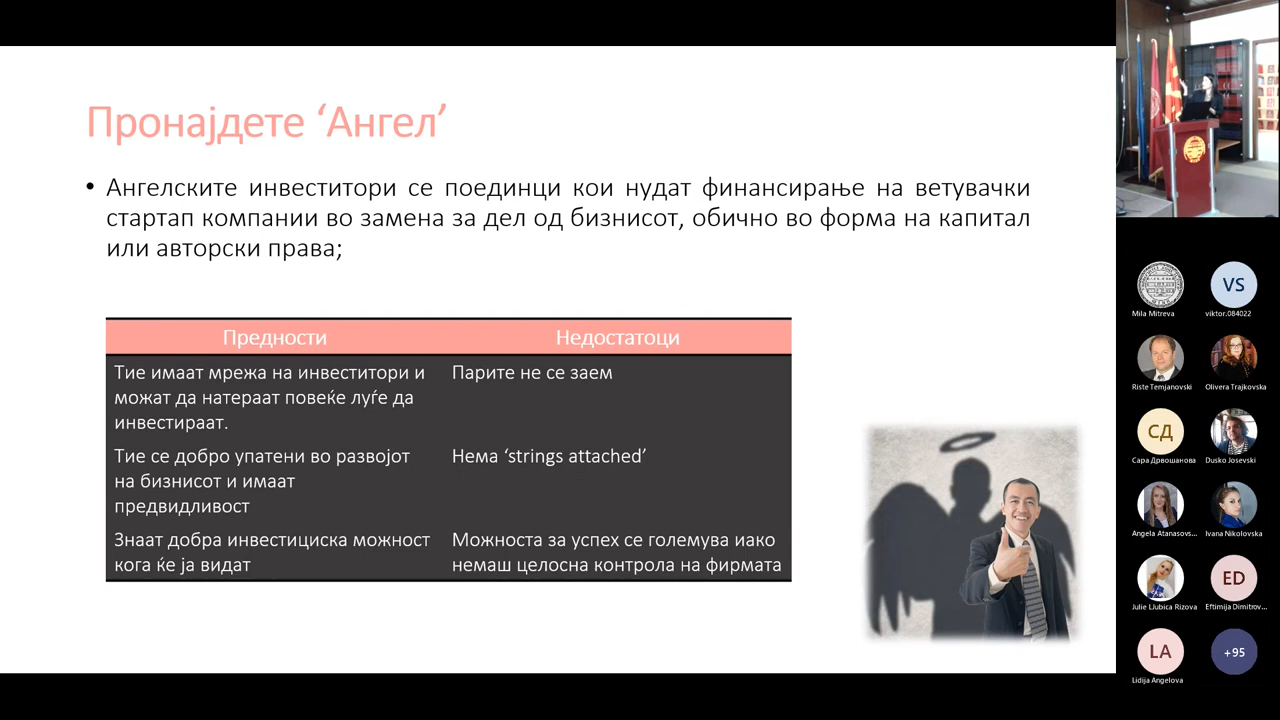 Пронајдете ‘Ангел’
• Ангелските инвеститори се поединци кои нудат финансирање на ветувачки
стартап компании во замена за дел од бизнисот, обично во форма на капитал
или авторски права;
Предности
Недостатоци
Тие имаат мрежа на инвеститори и
можат да натераат повеќе луѓе да
инвестираат.
Парите не се заем
Тие се добро упатени во развојот
на бизнисот и имаат
предвидливост
Нема ‘strings attached’
Знаат добра инвестициска можност
кога ќе ја видат
Можноста за успех се големува иако
немаш целосна контрола на фирмата
Mila Mitreva
VS
viktor.084022
Riste Temjanovski
Olivera Trajkovska
СД
Сара Дрвошанова
Dusko Josevski
Angela Atanasovs...
Ivana Nikolovska
Julie LJubica Rizova
ED
Eftimija Dimitrov...
LA
Lidija Angelova
+95